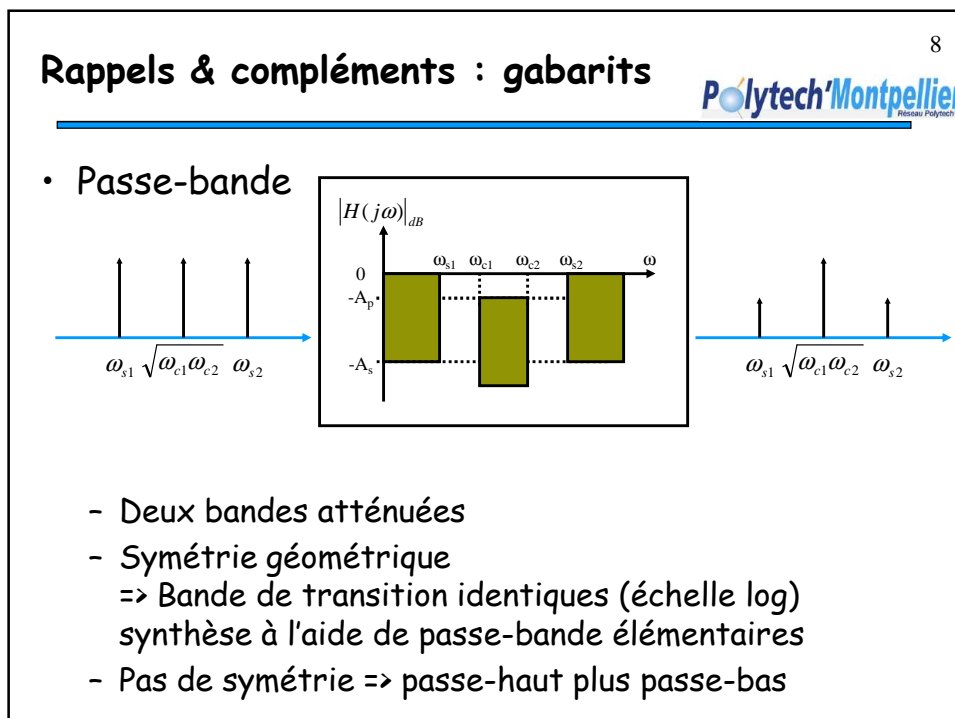 8
Rappels & compléments : gabarits
Polytech'Montpellier
Réseau Polytech
• Passe-bande
|H(jω)|dB
ωs1 ωc1 ωc2 ωs2 ω
0
-Ap
-As
ωs1 √ωc1ωc2 ωs2
ωs1 √ωc1ωc2 ωs2
- Deux bandes atténuées
- Symétrie géométrique
=> Bande de transition identiques (échelle log)
synthèse à l'aide de passe-bande élémentaires
- Pas de symétrie => passe-haut plus passe-bas